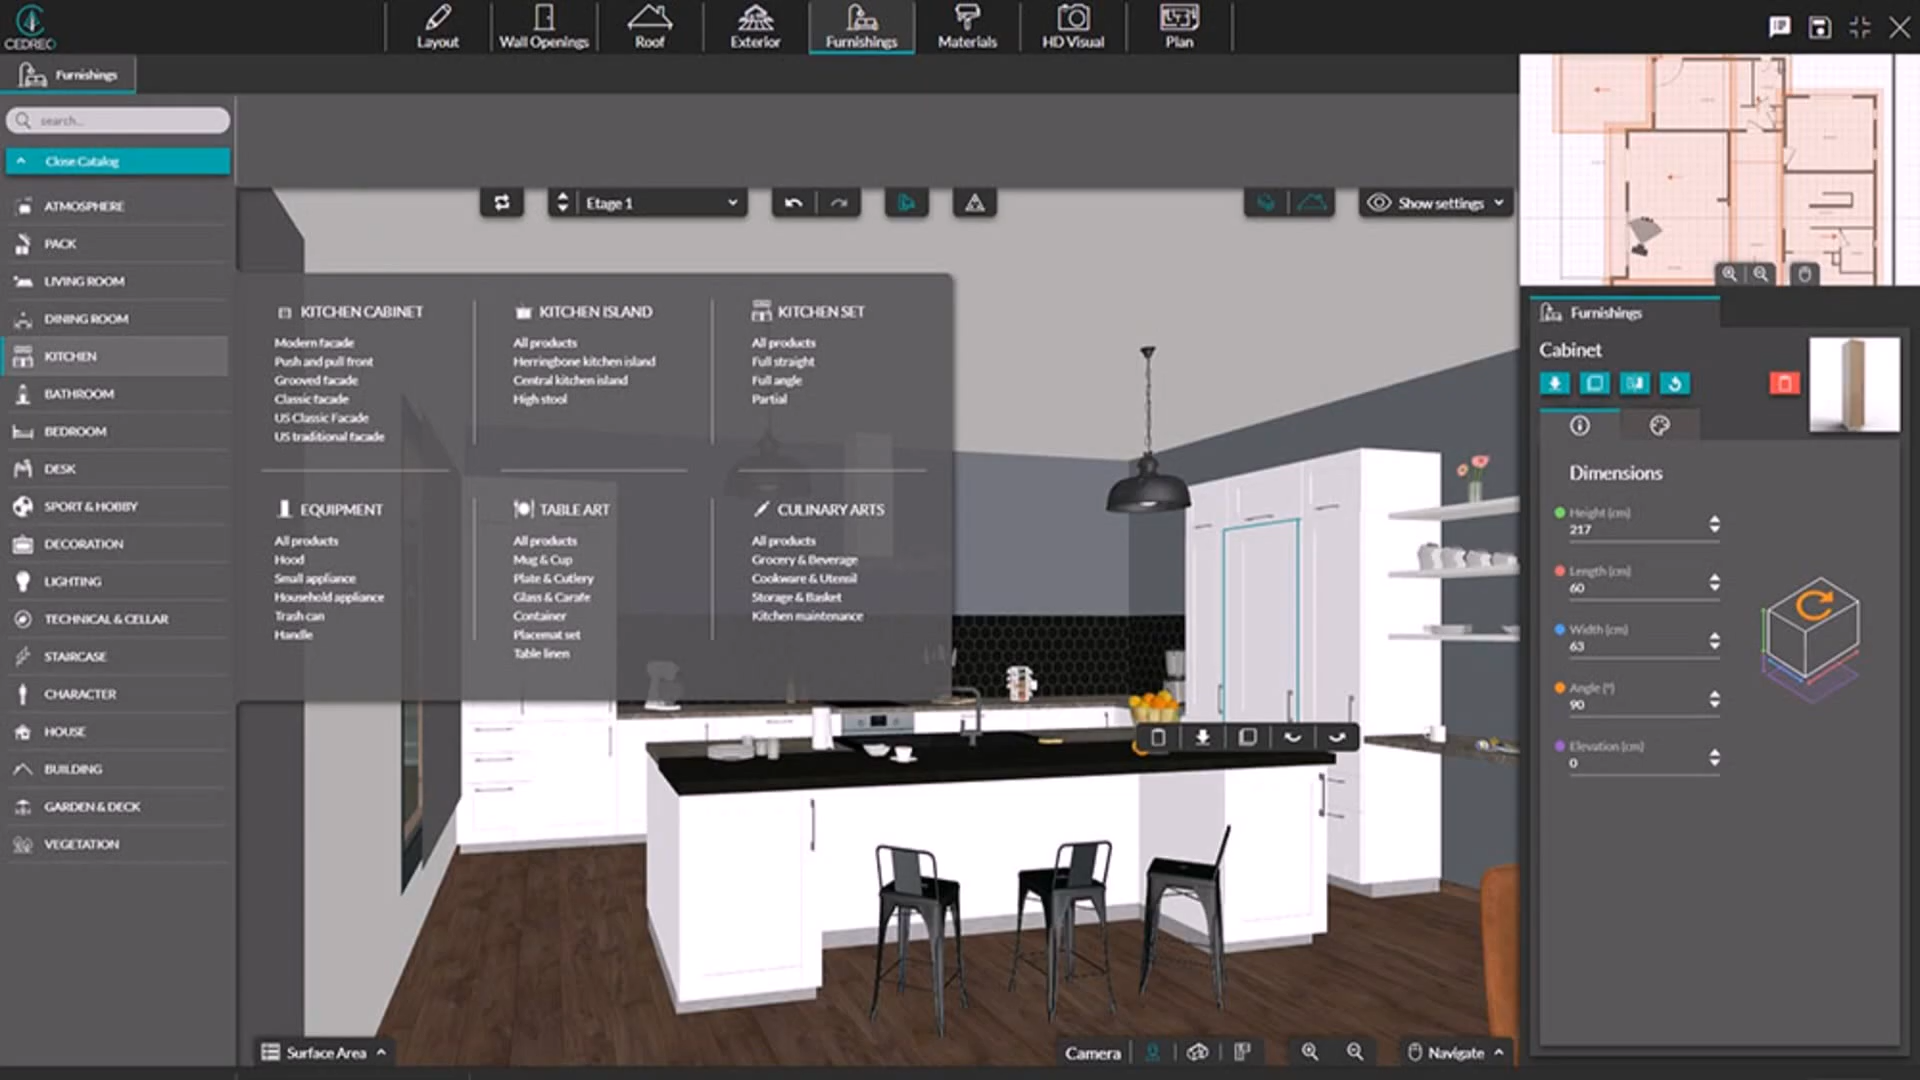 CEDREO
Layout
Wall Openings
Roof
Exterior
Furnishings
Materials
HD Visual
Plan
Furnishings
search...
Close Catalog
ATMOSPHERE
PACK
LIVING ROOM
DINING ROOM
KITCHEN
BATHROOM
BEDROOM
DESK
SPORT & HOBBY
DECORATION
LIGHTING
TECHNICAL & CELLAR
STAIRCASE
CHARACTER
HOUSE
BUILDING
GARDEN & DECK
VEGETATION
Etage 1
Show settings
KITCHEN CABINET
Modern facade
Push and pull front
Grooved facade
Classic facade
US Classic Facade
US traditional facade
KITCHEN ISLAND
All products
Herringbone kitchen island
Central kitchen island
High stool
KITCHEN SET
All products
Full straight
Full angle
Partial
EQUIPMENT
All products
Hood
Small appliance
Household appliance
Trash can
Handle
TABLE ART
All products
Mug & Cup
Plate & Cutlery
Glass & Carafe
Container
Placemat set
Table linen
CULINARY ARTS
All products
Grocery & Beverage
Cookware & Utensil
Storage & Basket
Kitchen maintenance
Furnishings
Cabinet
Dimensions
Height (cm)
217
Length (cm)
60
Width (cm)
63
Angle (°)
90
Elevation (cm)
0
Surface Area
Camera
Navigate